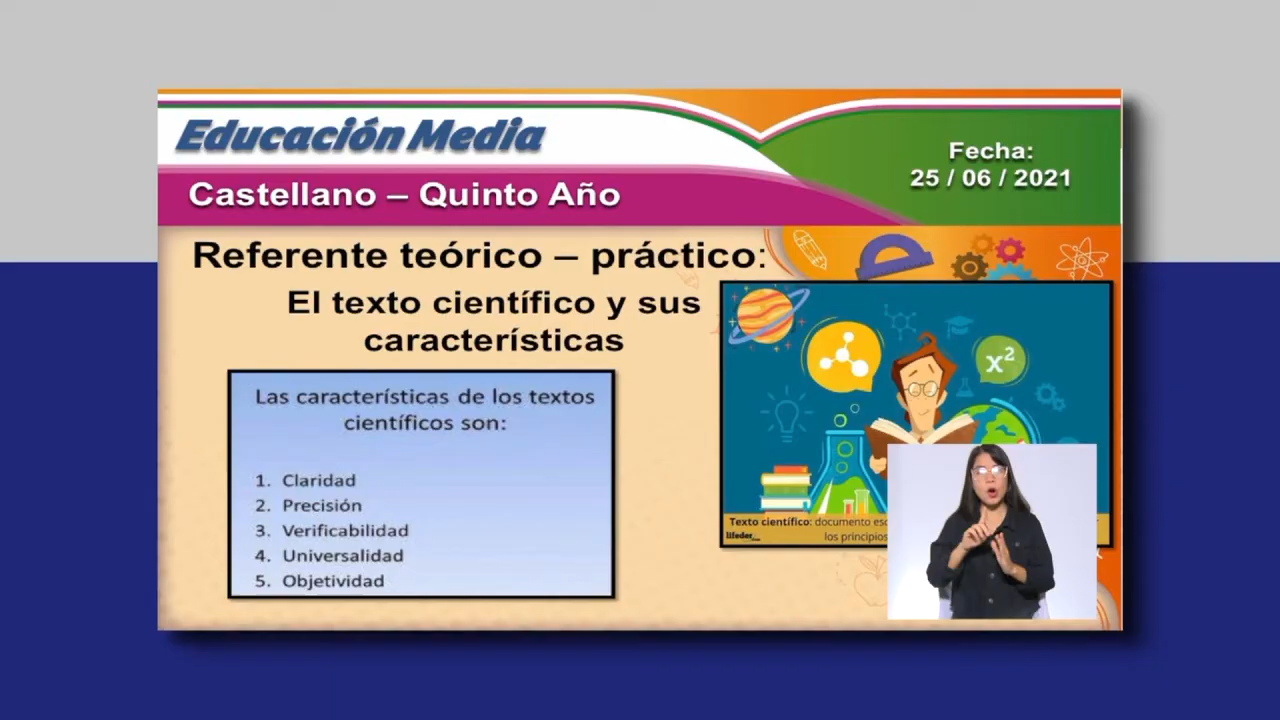 Educación Media
Castellano – Quinto Año
Fecha:
25 / 06 / 2021
Referente teórico – práctico:
El texto científico y sus
características
Las características de los textos
científicos son:
1. Claridad
2. Precisión
3. Verificabilidad
4. Universalidad
5. Objetividad
x²
Texto científico: documento
los principios
lifeder